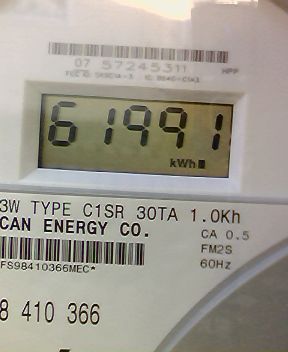 07 57245311
HPP
61991
kWh
3W TYPE C1SR 30TA 1.0Kh
CAN ENERGY CO.
CA 0.5
FM2S
60Hz
FS98410366MEC*
8 410 366